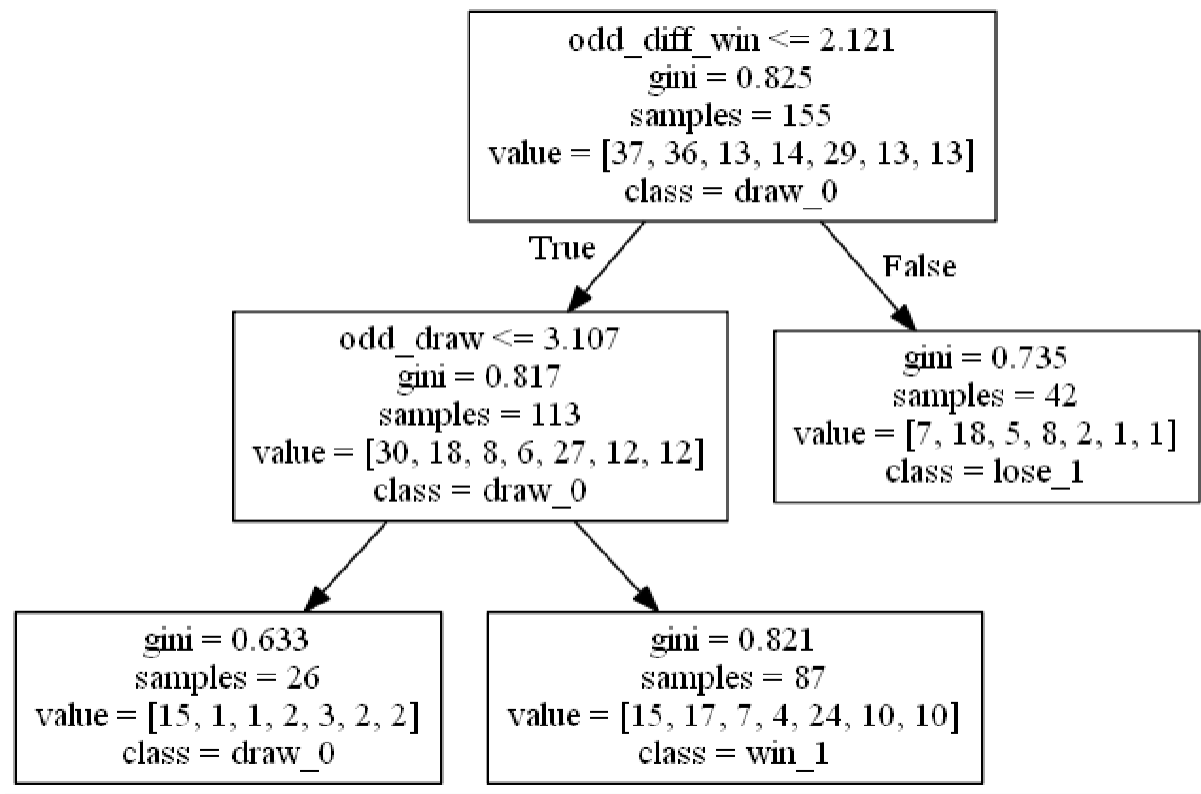 odd_diff_win <= 2.121
gini = 0.825
samples = 155
value = [37, 36, 13, 14, 29, 13, 13]
class = draw_0
True
False
odd_draw <= 3.107
gini = 0.817
samples = 113
value = [30, 18, 8, 6, 27, 12, 12]
class = draw_0
gini = 0.735
samples = 42
value = [7, 18, 5, 8, 2, 1, 1]
class = lose_1
gini = 0.633
samples = 26
value = [15, 1, 1, 2, 3, 2, 2]
class = draw_0
gini = 0.821
samples = 87
value = [15, 17, 7, 4, 24, 10, 10]
class = win_1